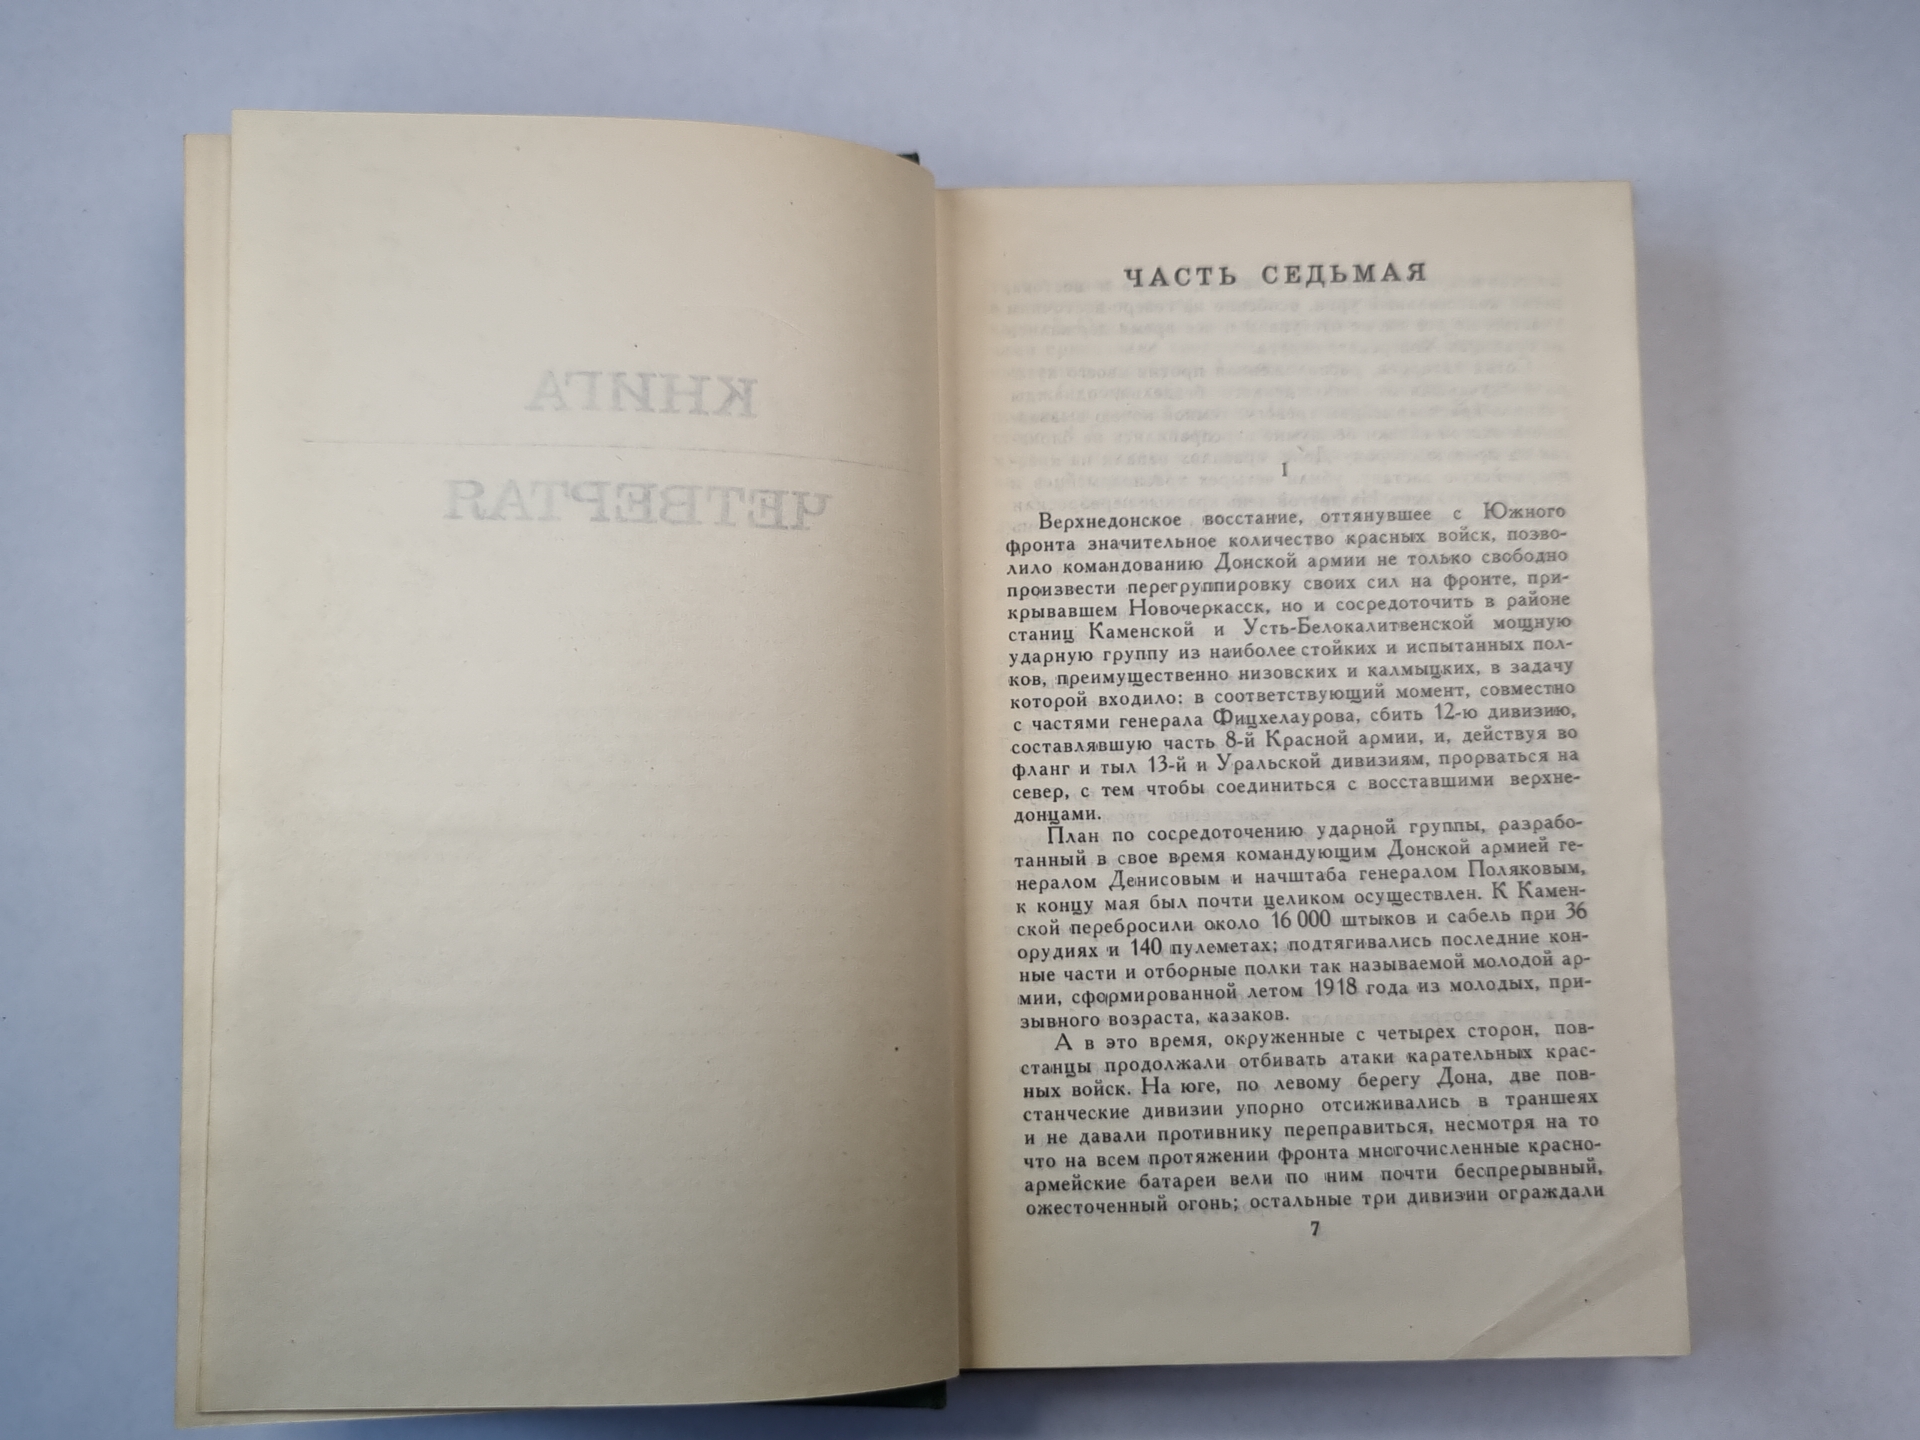 КНИГА
ЧЕТВЕРТАЯ
ЧАСТЬ СЕДЬМАЯ
I
Верхнедонское восстание, оттянувшее с Южного
фронта значительное количество красных войск, позво-
лило командованию Донской армии не только свободно
произвести перегруппировку своих сил на фронте, при-
крывавшем Новочеркасск, но и сосредоточить в районе
станиц Каменской и Усть-Белокалитвенской мощную
ударную группу из наиболее стойких и испытанных пол-
ков, преимущественно низовских и калмыцких, в задачу
которой входило: в соответствующий момент, совместно
с частями генерала Фицхелаурова, сбить 12-ю дивизию,
составлявшую часть 8-й Красной армии, и, действуя во
фланг и тыл 13-й и Уральской дивизиям, прорваться на
север, с тем чтобы соединиться с восставшими верхне-
донцами.
План по сосредоточению ударной группы, разрабо-
танный в свое время командующим Донской армией ге-
нералом Денисовым и начштаба генералом Поляковым,
к концу мая был почти целиком осуществлен. К Камен-
ской перебросили около 16 000 штыков и сабель при 36
орудиях и 140 пулеметах; подтягивались последние кон-
ные части и отборные полки так называемой молодой ар-
мии, сформированной летом 1918 года из молодых, при-
зывного возраста, казаков.
А в это время, окруженные с четырех сторон, пов-
станцы продолжали отбивать атаки карательных крас-
ных войск. На юге, по левому берегу Дона, две пов-
станческие дивизии упорно отсиживались в траншеях
и не давали противнику переправиться, несмотря на то
что на всем протяжении фронта многочисленные красно-
армейские батареи вели по ним почти беспрерывный,
ожесточенный огонь; остальные три дивизии ограждали
7